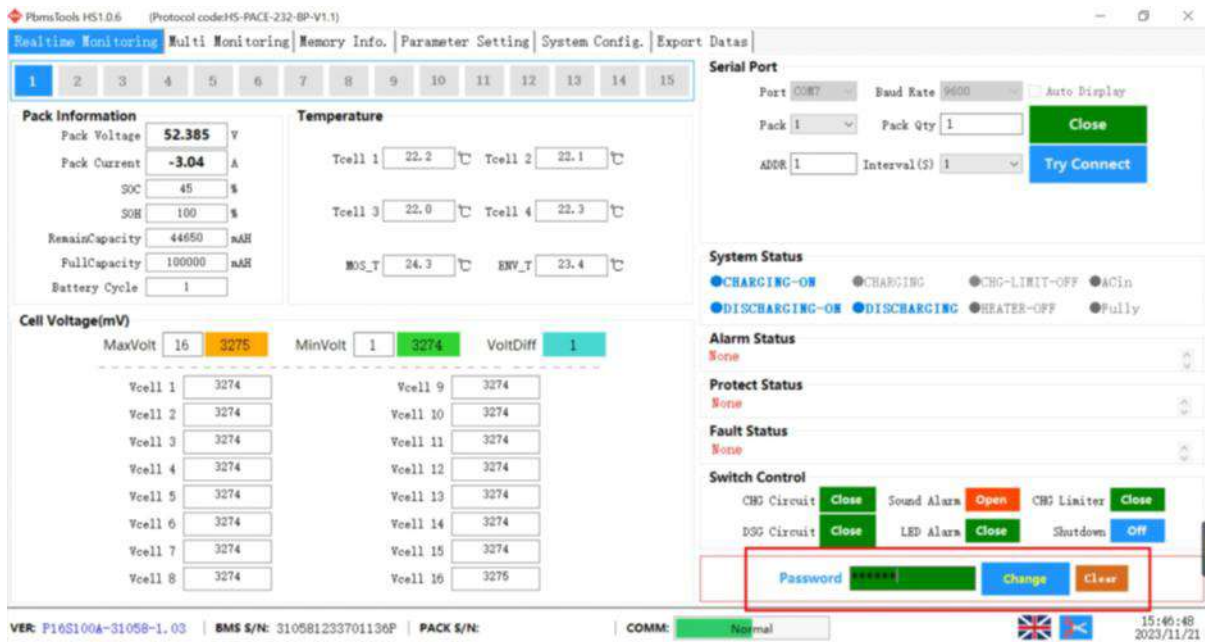 PbmsTools HS1.0.6 (Protocol code:HS-PACE-232-BP-V1.1)
Realtime Monitoring Multi Monitoring Memory Info. Parameter Setting System Config. Export Datas
1 2 3 4 5 6 7 8 9 10 11 12 13 14 15
Serial Port
Port COM7 Baud Rate 9600 Auto Display
Pack 1 Pack Qty 1 Close
ADDR 1 Interval(S) 1 Try Connect
Pack Information
Pack Voltage 52.385 V
Pack Current -3.04 A
SOC 45 %
SOH 100 %
RemainCapacity 44650 mAH
FullCapacity 100000 mAH
Battery Cycle 1
Temperature
Tcell 1 22.2 ℃ Tcell 2 22.1 ℃
Tcell 3 22.0 ℃ Tcell 4 22.3 ℃
MOS_T 24.3 ℃ ENV_T 23.4 ℃
System Status
CHARGING-ON CHARGING CHG-LIMIT-OFF ACin
DISCHARGING-ON DISCHARGING HEATER-OFF Fully
Cell Voltage(mV)
MaxVolt 16 3275 MinVolt 1 3274 VoltDiff 1
Vcell 1 3274 Vcell 9 3274
Vcell 2 3274 Vcell 10 3274
Vcell 3 3274 Vcell 11 3274
Vcell 4 3274 Vcell 12 3274
Vcell 5 3274 Vcell 13 3274
Vcell 6 3274 Vcell 14 3274
Vcell 7 3274 Vcell 15 3274
Vcell 8 3274 Vcell 16 3275
Alarm Status
None
Protect Status
None
Fault Status
None
Switch Control
CHG Circuit Close Sound Alarm Open CHG Limiter Close
DSG Circuit Close LED Alarm Close Shutdown Off
Password ****** Change Clear
VER: P16S100A-31058-1.03 BMS S/N: 310581233701136P PACK S/N: COMM: Normal
15:46:48
2023/11/21